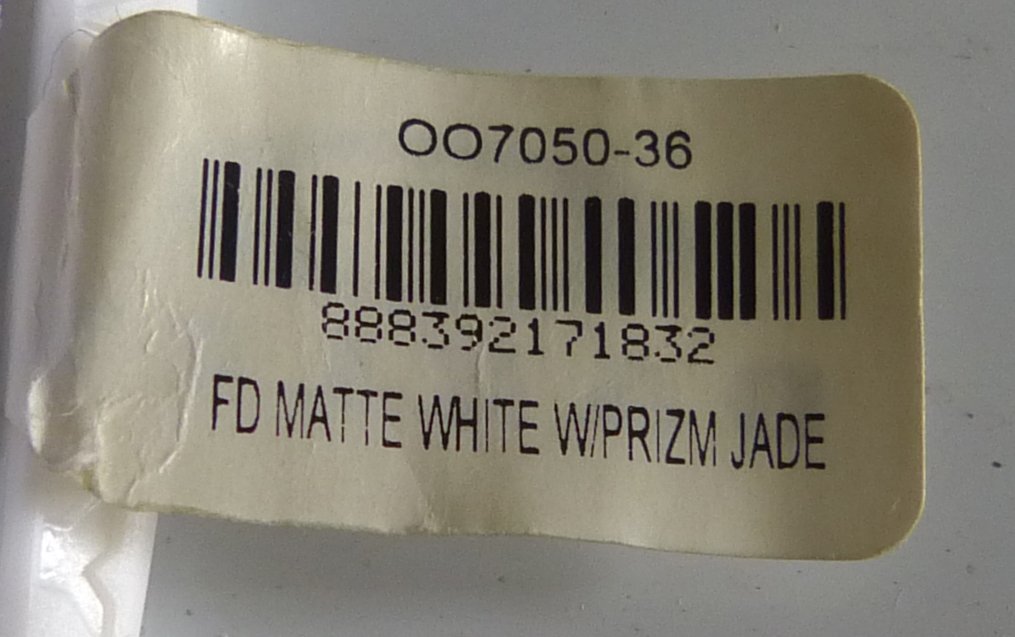 OO7050-36
888392171832
FD MATTE WHITE W/PRIZM JADE